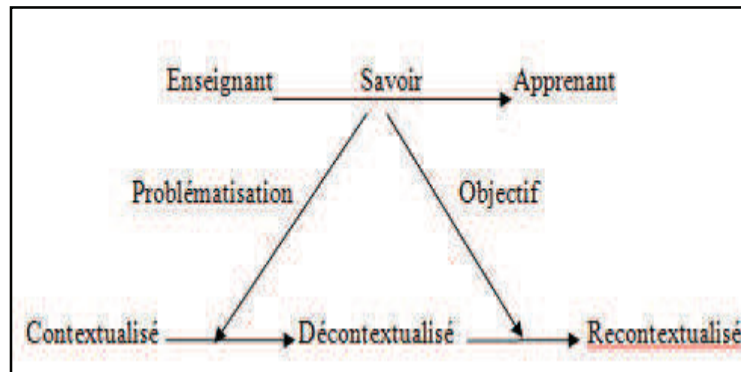 Enseignant Savoir Apprenant
Problématisation Objectif
Contextualisé Décontextualisé Recontextualisé